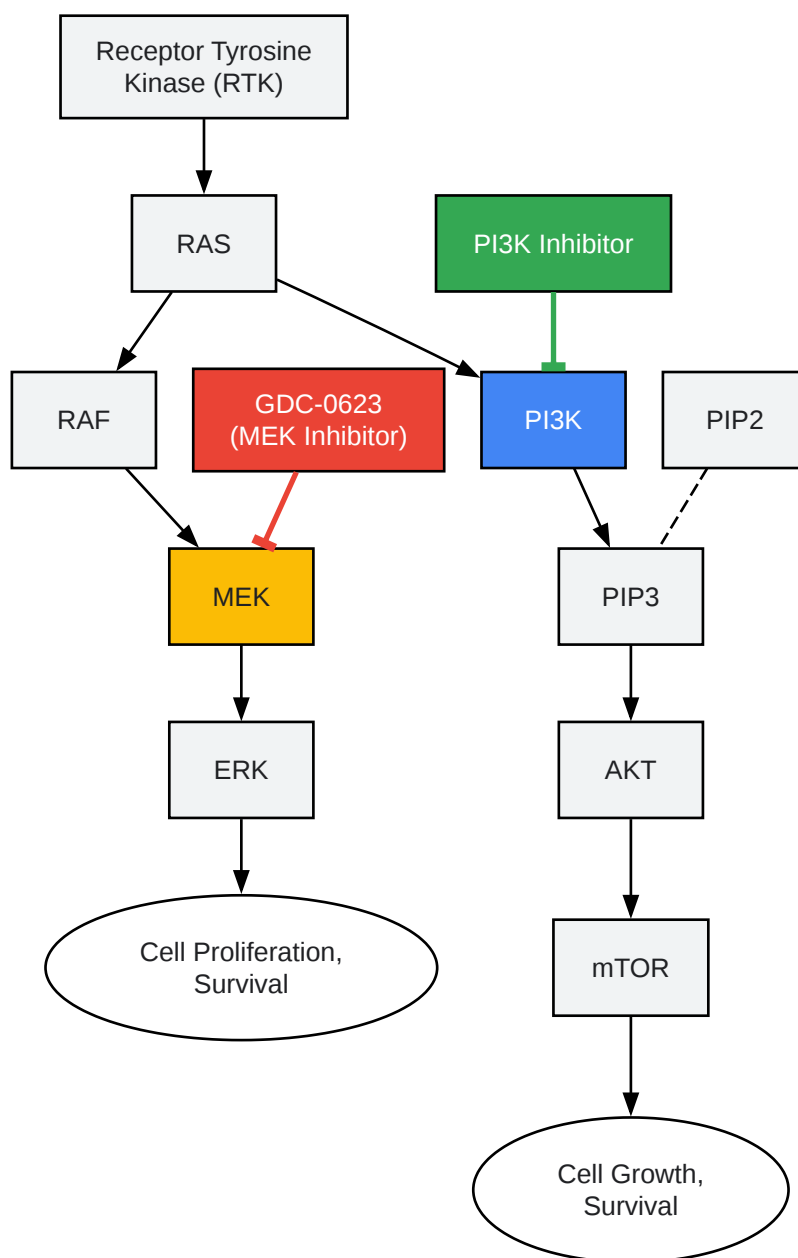 Receptor Tyrosine
Kinase (RTK)
RAS
PI3K Inhibitor
RAF
GDC-0623
(MEK Inhibitor)
PI3K
PIP2
MEK
PIP3
ERK
AKT
Cell Proliferation,
Survival
mTOR
Cell Growth,
Survival